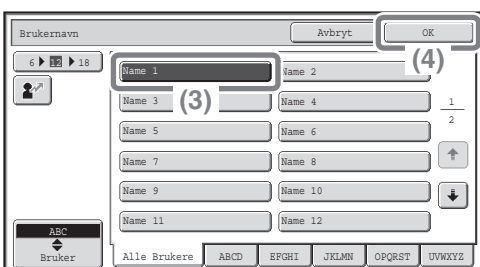 Brukernavn
Avbryt
OK
(4)
6 12 18
Name 1
Name 2
(3)
Name 3
Name 4
1
2
Name 5
Name 6
Name 7
Name 8
Name 9
Name 10
Name 11
Name 12
ABC
Bruker
Alle Brukere
ABCD
EFGHI
JKLMN
OPQRST
UVWXYZ